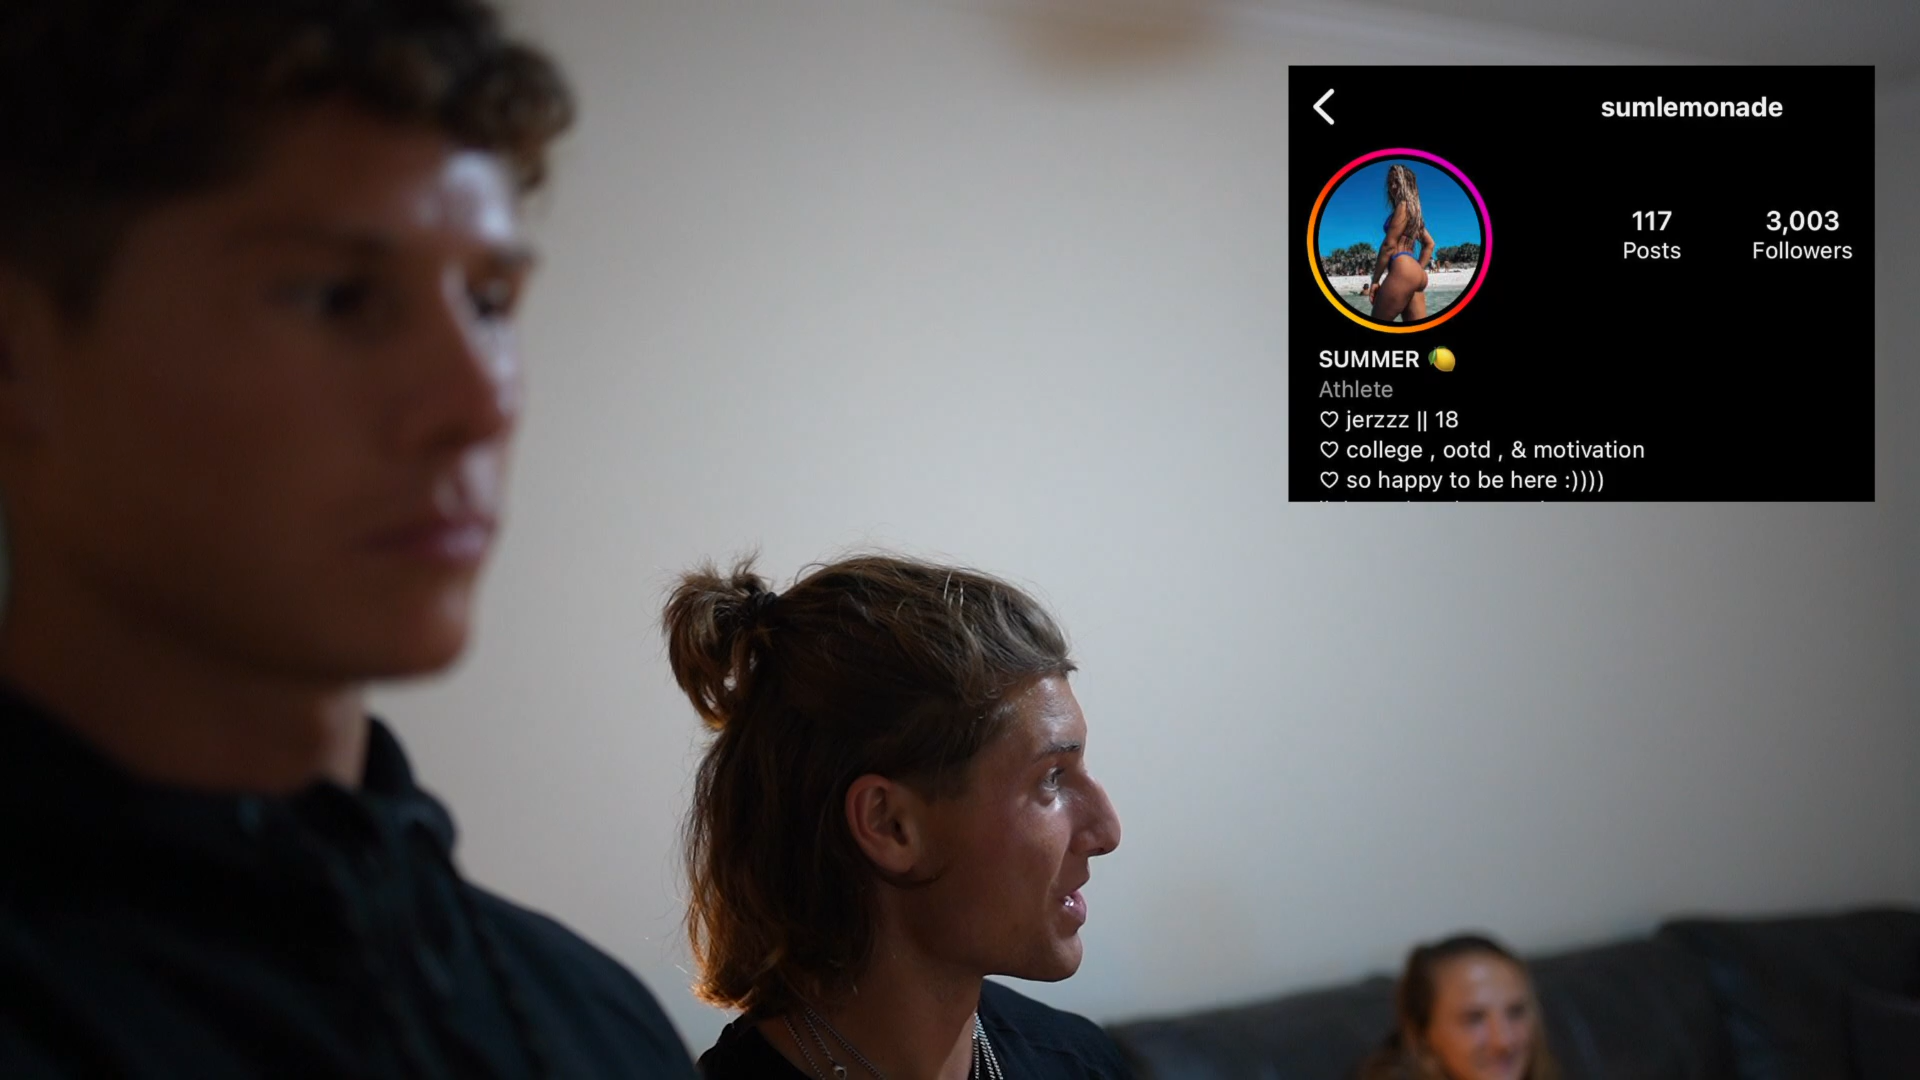 sumlemonade
117 3,003
Posts Followers
SUMMER 🍋
Athlete
♡ jerzzz || 18
♡ college , ootd , & motivation
♡ so happy to be here :))))